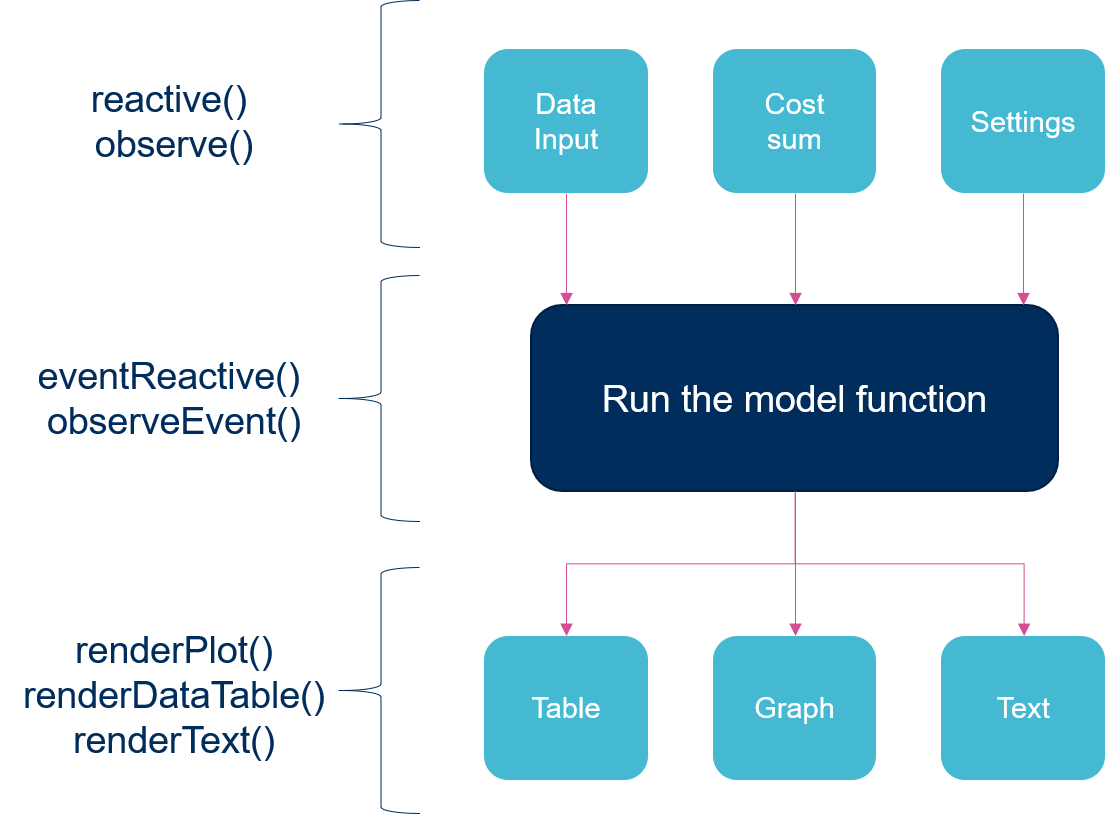 reactive()
observe()
Data
Input
Cost
sum
Settings
eventReactive()
observeEvent()
Run the model function
renderPlot()
renderDataTable()
renderText()
Table
Graph
Text